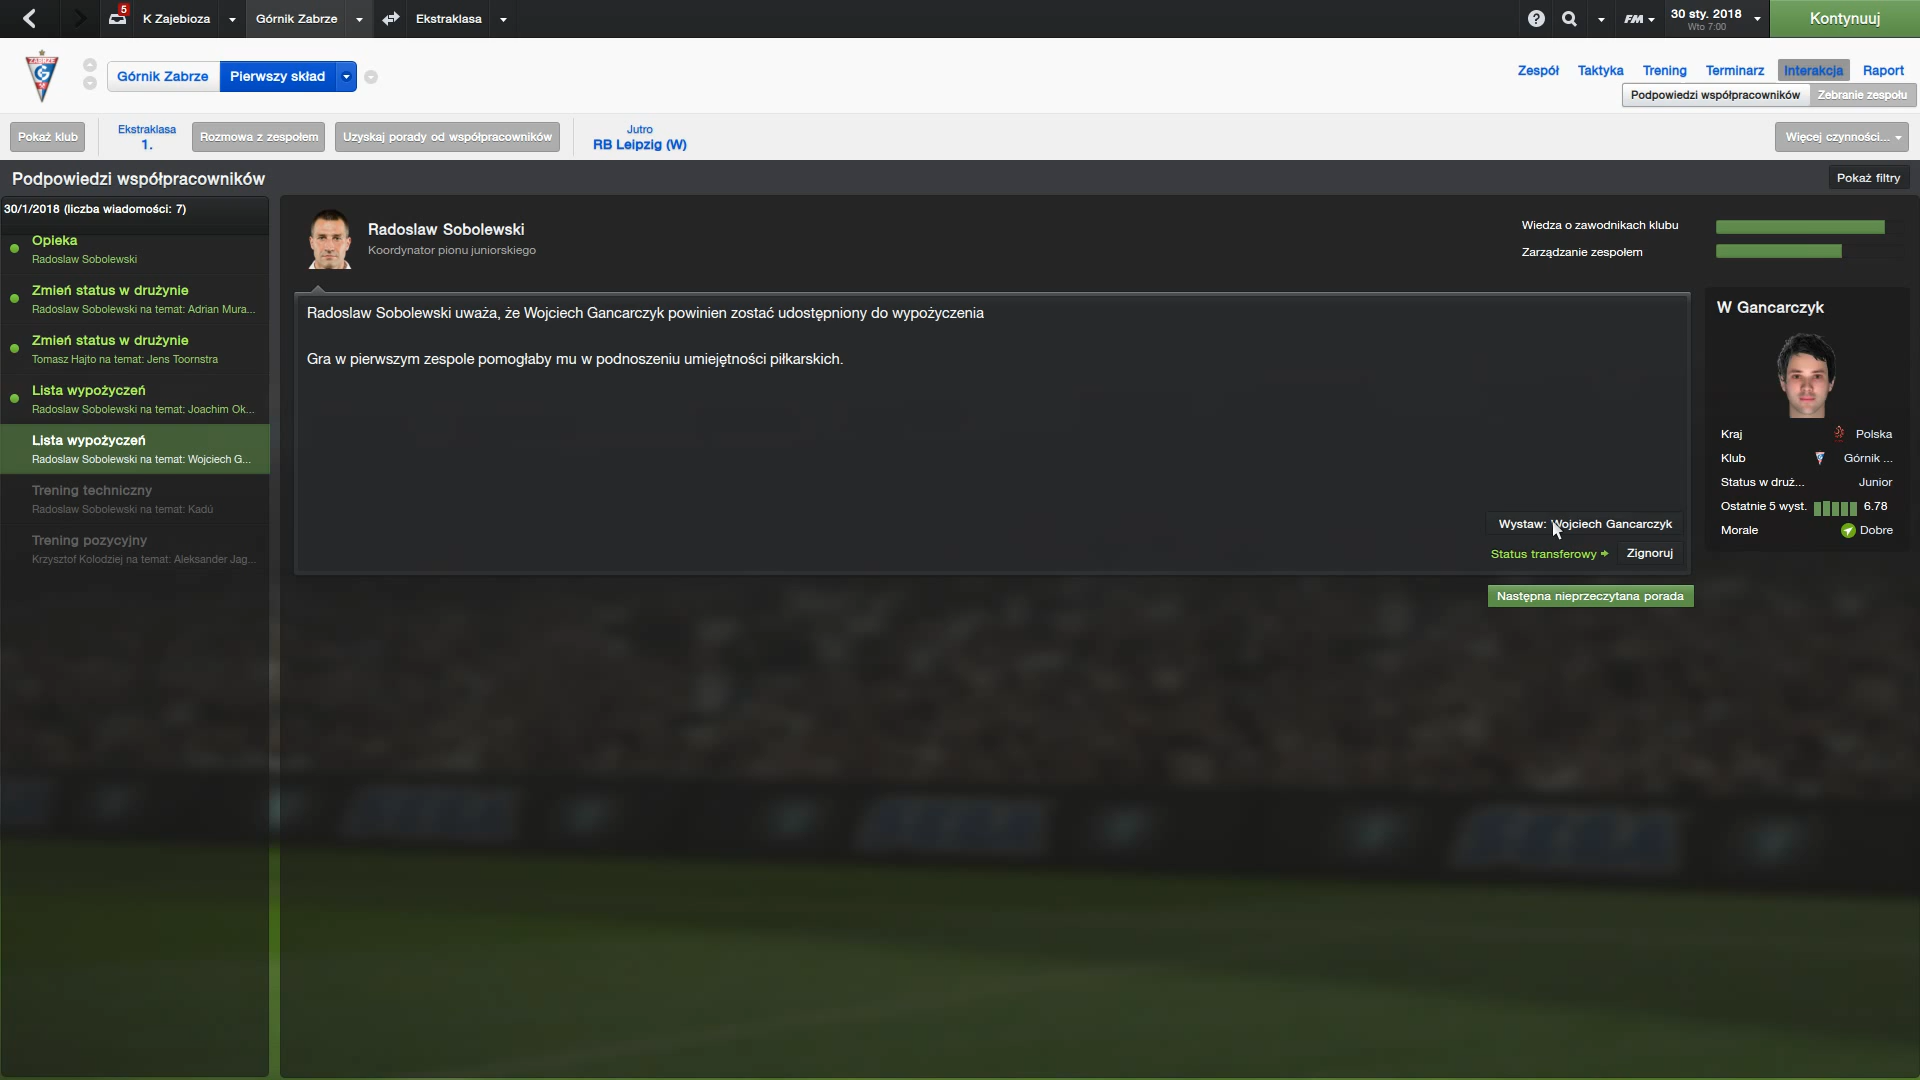 5
K Zajebioza
Górnik Zabrze
Ekstraklasa
FM
30 sty. 2018
Wto 7:00
Kontynuuj
Górnik Zabrze
Pierwszy skład
Zespół
Taktyka
Trening
Terminarz
Interakcja
Raport
Podpowiedzi współpracowników
Zebranie zespołu
Pokaż klub
Ekstraklasa
1.
Rozmowa z zespołem
Uzyskaj porady od współpracowników
Jutro
RB Leipzig (W)
Więcej czynności...
Podpowiedzi współpracowników
Pokaż filtry
30/1/2018 (liczba wiadomości: 7)
Opieka
Radoslaw Sobolewski
Zmień status w drużynie
Radoslaw Sobolewski na temat: Adrian Mura...
Zmień status w drużynie
Tomasz Hajto na temat: Jens Toornstra
Lista wypożyczeń
Radoslaw Sobolewski na temat: Joachim Ok...
Lista wypożyczeń
Radoslaw Sobolewski na temat: Wojciech G...
Trening techniczny
Radoslaw Sobolewski na temat: Kadú
Trening pozycyjny
Krzysztof Kolodziej na temat: Aleksander Jag...
Radoslaw Sobolewski
Koordynator pionu juniorskiego
Wiedza o zawodnikach klubu
Zarządzanie zespołem
Radoslaw Sobolewski uważa, że Wojciech Gancarczyk powinien zostać udostępniony do wypożyczenia
Gra w pierwszym zespole pomogłaby mu w podnoszeniu umiejętności piłkarskich.
Wystaw: Wojciech Gancarczyk
Status transferowy
Zignoruj
Następna nieprzeczytana porada
W Gancarczyk
Kraj Polska
Klub Górnik ...
Status w druż... Junior
Ostatnie 5 wyst. 6.78
Morale Dobre